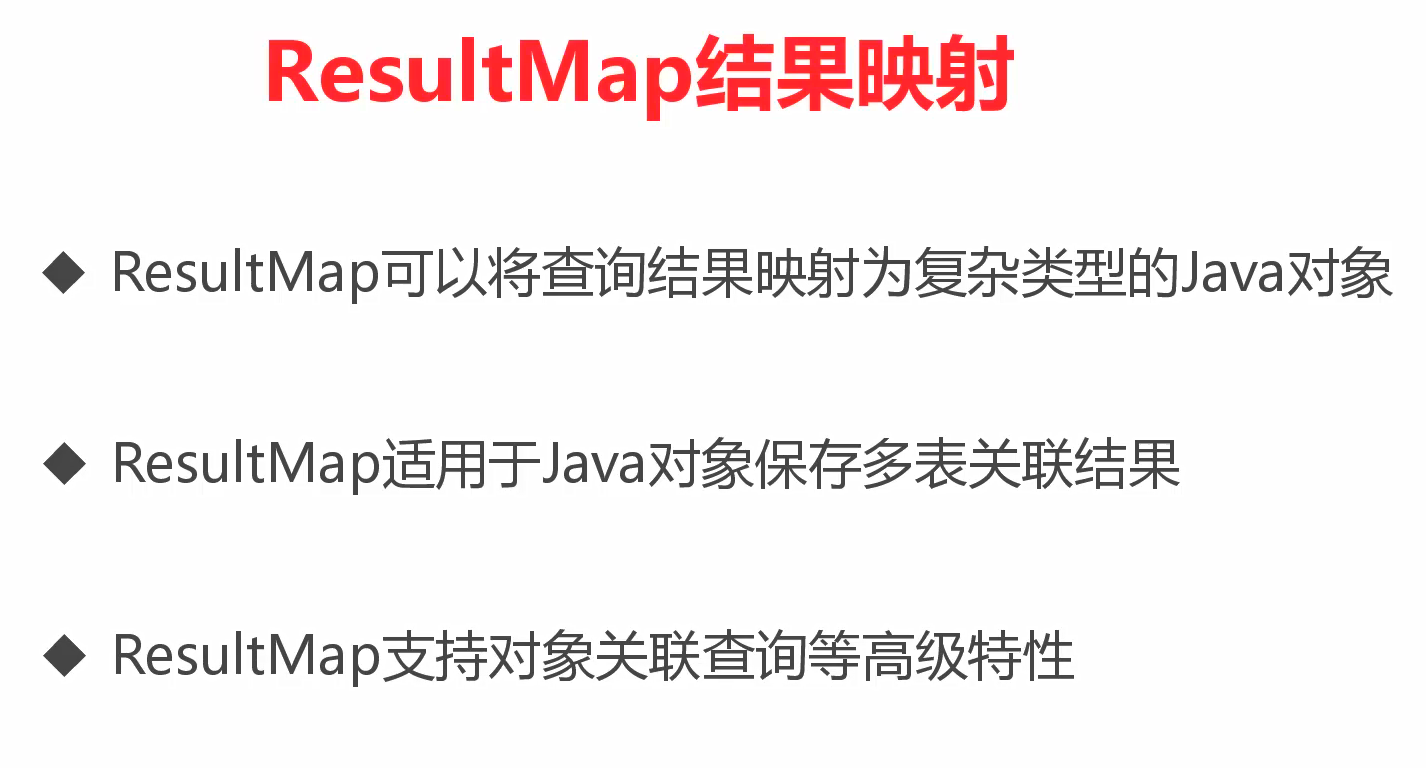 ResultMap结果映射
◆ ResultMap可以将查询结果映射为复杂类型的Java对象
◆ ResultMap适用于Java对象保存多表关联结果
◆ ResultMap支持对象关联查询等高级特性